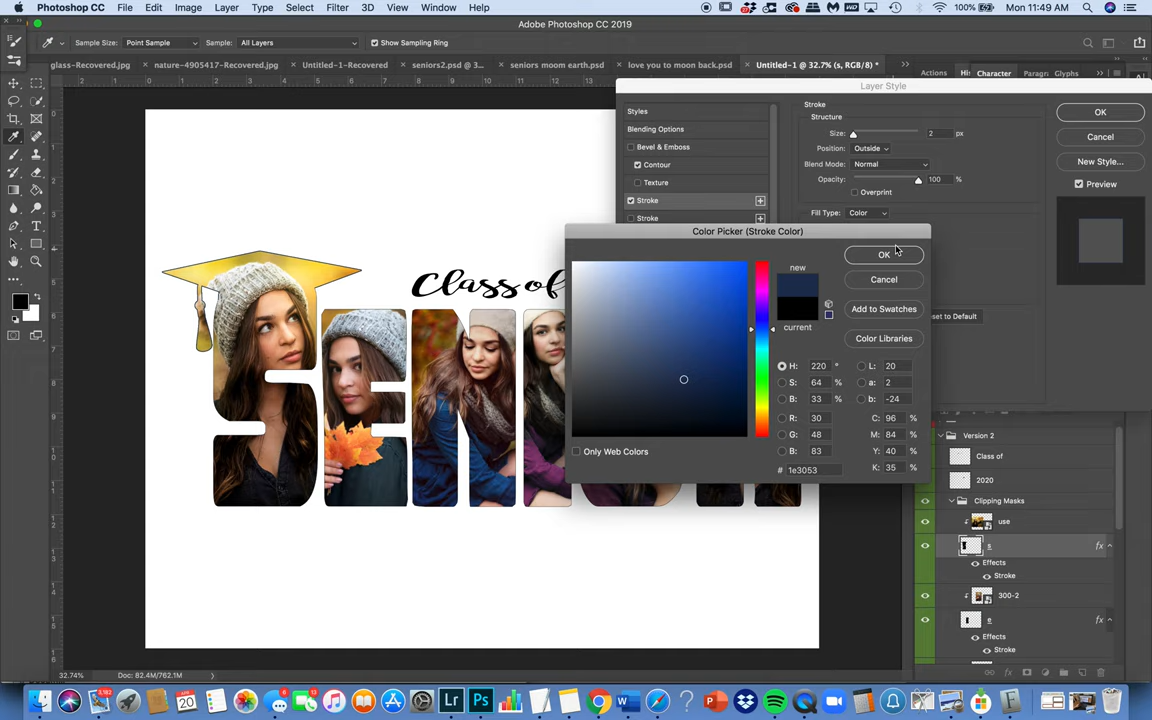 Photoshop CC File Edit Image Layer Type Select Filter 3D View Window Help 100% Mon 11:49 AM
Adobe Photoshop CC 2019
Sample Size: Point Sample Sample: All Layers Show Sampling Ring
glass-Recovered.jpg × nature-4905417-Recovered.jpg × Untitled-1-Recovered × seniors2.psd @ 3... × seniors moom earth.psd × love you to moon back.psd × Untitled-1 @ 32.7% (s, RGB/8) * Actions Character Paragr Glyphs
Layer Style
Styles
Blending Options
Bevel & Emboss
Contour
Texture
Stroke
Stroke
Stroke
Structure
Size: 2 px
Position: Outside
Blend Mode: Normal
Opacity: 100 %
Overprint
Fill Type: Color
OK
Cancel
New Style...
Preview
Color Picker (Stroke Color)
new
current
OK
Cancel
Add to Swatches
Color Libraries
H: 220 ° L: 20
S: 64 % a: 2
B: 33 % b: -24
R: 30 C: 96 %
G: 48 M: 84 %
B: 83 Y: 40 %
# 1e3053 K: 35 %
Only Web Colors
set to Default
Class of
SEN
Version 2
Class of
2020
Clipping Masks
use
s fx
Effects
Stroke
300-2
e fx
Effects
Stroke
32.74% Doc: 82.4M/762.1M